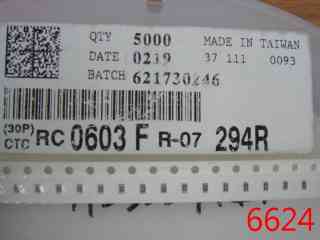 QTY 5000 MADE IN TAIWAN
DATE 0219 37 111 0093
BATCH 621730246
(30P) CTC RC 0603 F R-07 294R
6624